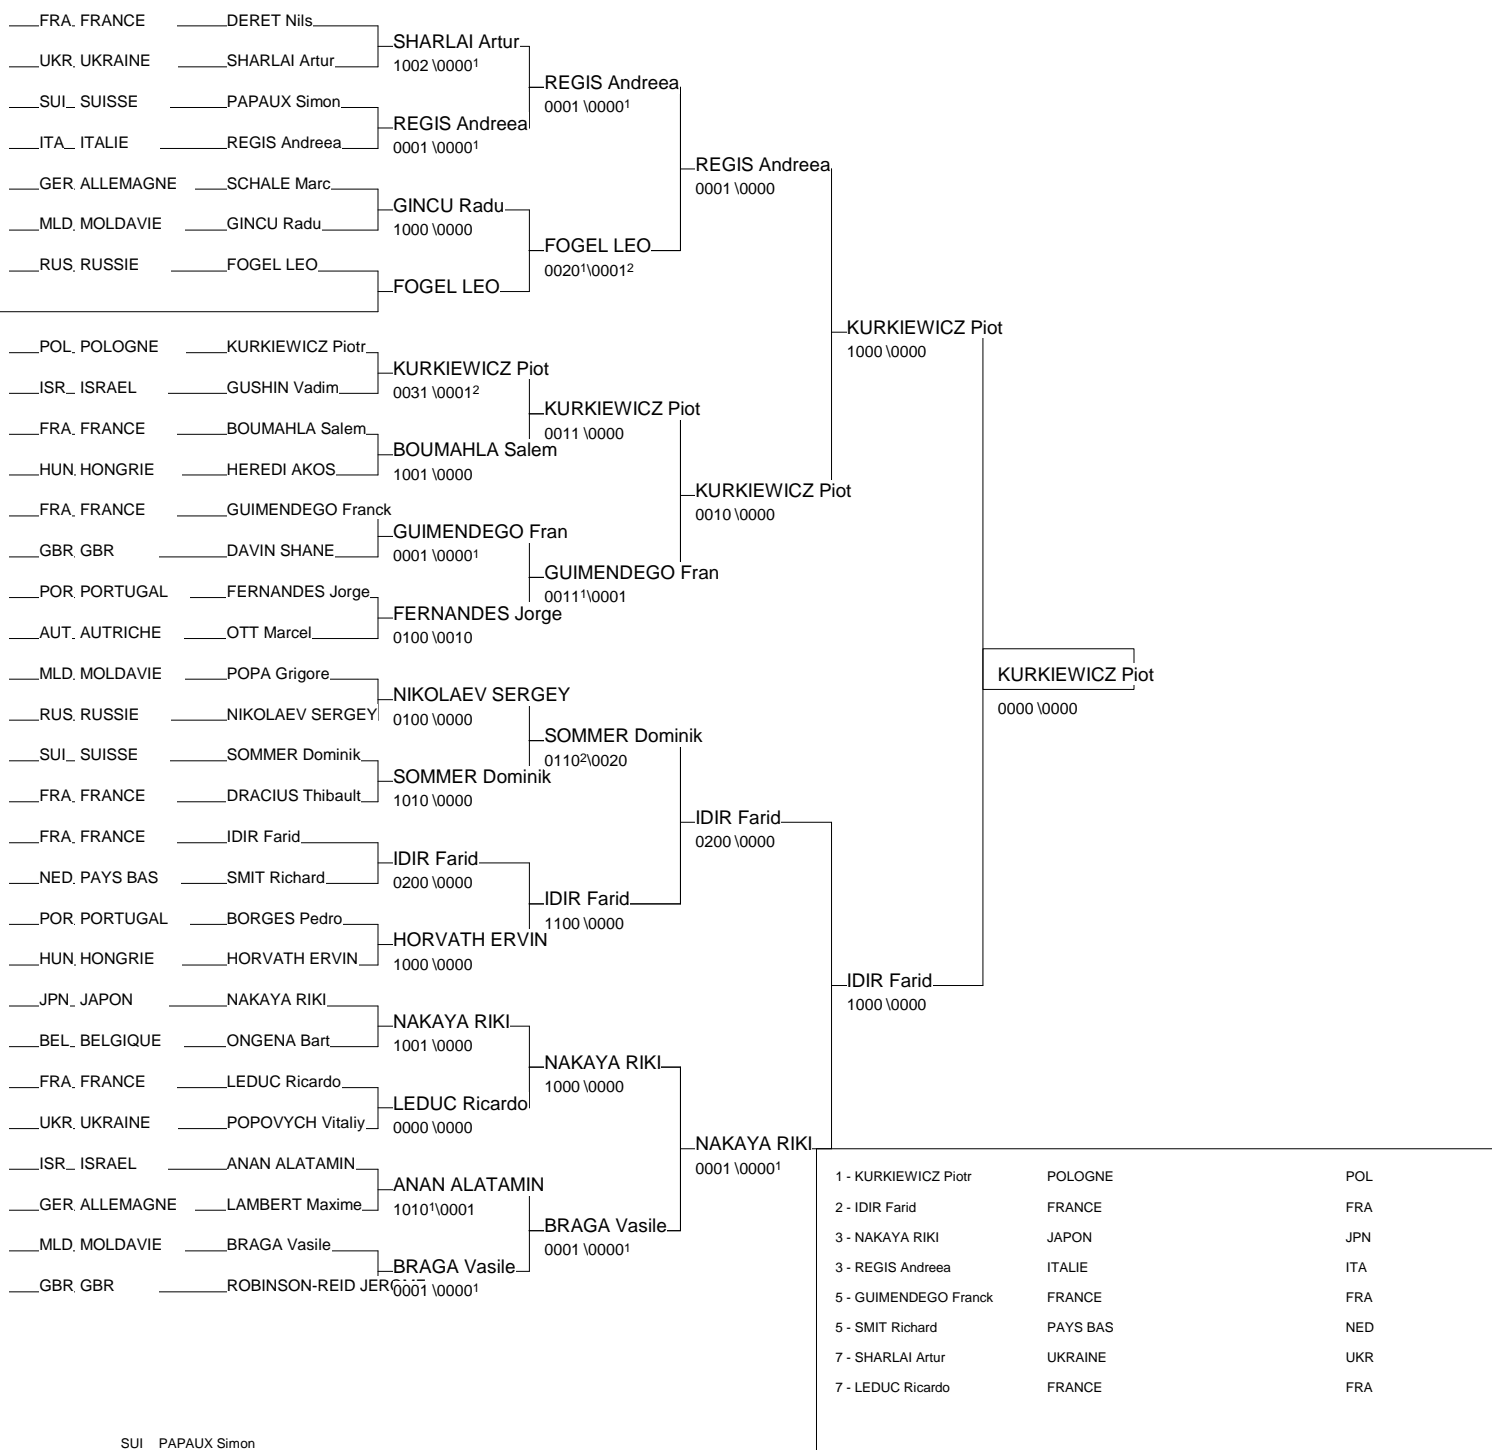 FRA FRANCE DERET Nils
SHARLAI Artur
UKR UKRAINE SHARLAI Artur
1002 \0000¹
REGIS Andreea
SUI SUISSE PAPAUX Simon
0001 \0000¹
REGIS Andreea
ITA ITALIE REGIS Andreea
0001 \0000¹
REGIS Andreea
GER ALLEMAGNE SCHALE Marc
0001 \0000
GINCU Radu
MLD MOLDAVIE GINCU Radu
1000 \0000
FOGEL LEO
RUS RUSSIE FOGEL LEO
0020¹\0001²
FOGEL LEO
KURKIEWICZ Piot
POL POLOGNE KURKIEWICZ Piotr
1000 \0000
KURKIEWICZ Piot
ISR ISRAEL GUSHIN Vadim
0031 \0001²
KURKIEWICZ Piot
FRA FRANCE BOUMAHLA Salem
0011 \0000
BOUMAHLA Salem
HUN HONGRIE HEREDI AKOS
1001 \0000
KURKIEWICZ Piot
FRA FRANCE GUIMENDEGO Franck
0010 \0000
GUIMENDEGO Fran
GBR GBR DAVIN SHANE
0001 \0000¹
GUIMENDEGO Fran
POR PORTUGAL FERNANDES Jorge
0011¹\0001
FERNANDES Jorge
AUT AUTRICHE OTT Marcel
0100 \0010
MLD MOLDAVIE POPA Grigore
KURKIEWICZ Piot
NIKOLAEV SERGEY
0000 \0000
RUS RUSSIE NIKOLAEV SERGEY
0100 \0000
SOMMER Dominik
SUI SUISSE SOMMER Dominik
0110²\0020
SOMMER Dominik
FRA FRANCE DRACIUS Thibault
1010 \0000
IDIR Farid
FRA FRANCE IDIR Farid
0200 \0000
IDIR Farid
NED PAYS BAS SMIT Richard
0200 \0000
IDIR Farid
POR PORTUGAL BORGES Pedro
1100 \0000
HORVATH ERVIN
HUN HONGRIE HORVATH ERVIN
1000 \0000
IDIR Farid
JPN JAPON NAKAYA RIKI
1000 \0000
NAKAYA RIKI
BEL BELGIQUE ONGENA Bart
1001 \0000
NAKAYA RIKI
FRA FRANCE LEDUC Ricardo
1000 \0000
LEDUC Ricardo
UKR UKRAINE POPOVYCH Vitaliy
0000 \0000
NAKAYA RIKI
ISR ISRAEL ANAN ALATAMIN
0001 \0000¹
ANAN ALATAMIN
GER ALLEMAGNE LAMBERT Maxime
1010¹\0001
BRAGA Vasile
MLD MOLDAVIE BRAGA Vasile
0001 \0000¹
BRAGA Vasile
GBR GBR ROBINSON-REID JEROME
0001 \0000¹
1 - KURKIEWICZ Piotr POLOGNE POL
2 - IDIR Farid FRANCE FRA
3 - NAKAYA RIKI JAPON JPN
3 - REGIS Andreea ITALIE ITA
5 - GUIMENDEGO Franck FRANCE FRA
5 - SMIT Richard PAYS BAS NED
7 - SHARLAI Artur UKRAINE UKR
7 - LEDUC Ricardo FRANCE FRA
SUI PAPAUX Simon